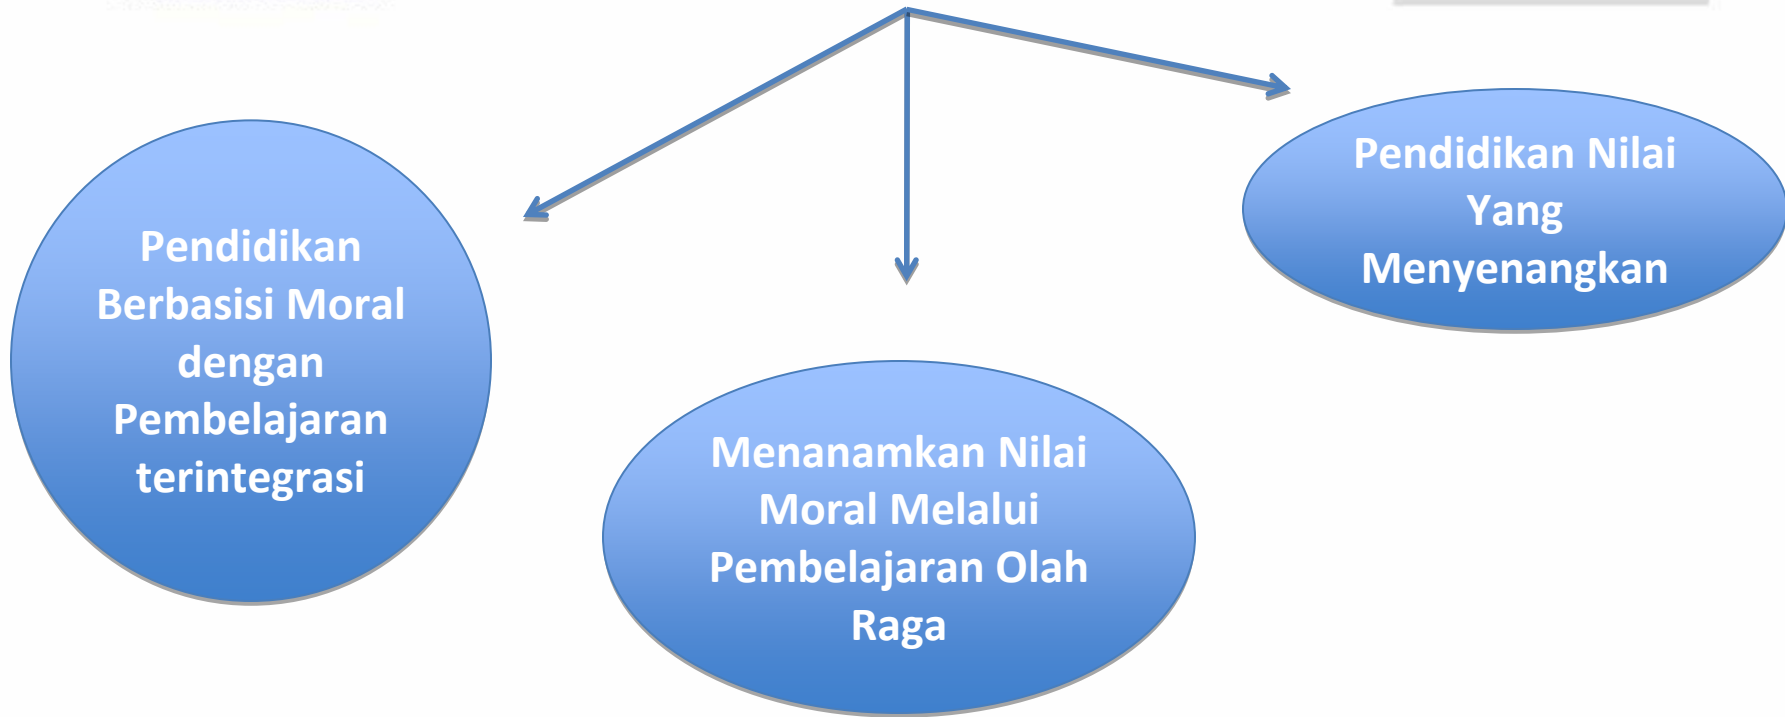 Pendidikan
Berbasisi Moral
dengan
Pembelajaran
terintegrasi
Menanamkan Nilai
Moral Melalui
Pembelajaran Olah
Raga
Pendidikan Nilai
Yang
Menyenangkan